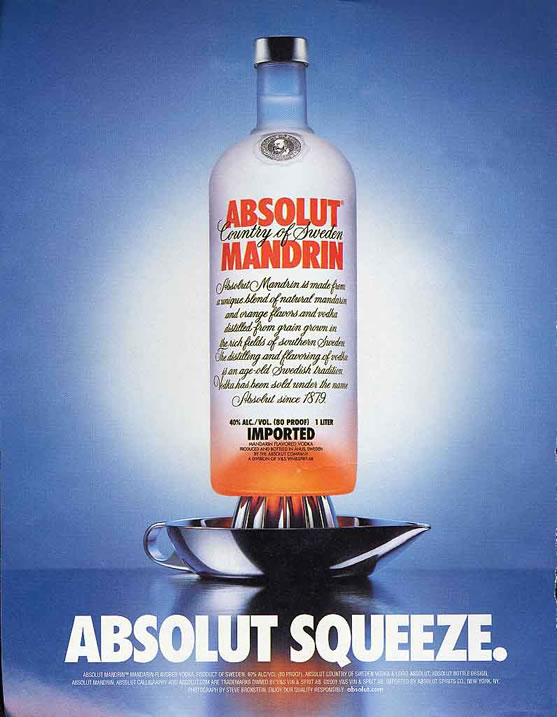 ABSOLUT®
Country of Sweden
MANDRIN
Absolut Mandrin is made from
a unique blend of natural mandarin
and orange flavors and vodka
distilled from grain grown in
the rich fields of southern Sweden.
The distilling and flavoring of vodka
is an age-old Swedish tradition.
Vodka has been sold under the name
Absolut since 1879.
40% ALC./VOL. (80 PROOF) 1 LITER
IMPORTED
MANDARIN FLAVORED VODKA
PRODUCED AND BOTTLED IN ÅHUS, SWEDEN
BY THE ABSOLUT COMPANY
A DIVISION OF V&S VIN&SPRIT AB
ABSOLUT SQUEEZE.
ABSOLUT MANDRIN™ MANDARIN FLAVORED VODKA. PRODUCT OF SWEDEN. 40% ALC/VOL (80 PROOF). ABSOLUT COUNTRY OF SWEDEN VODKA & LOGO, ABSOLUT, ABSOLUT BOTTLE DESIGN,
ABSOLUT MANDRIN, ABSOLUT CALLIGRAPHY AND ABSOLUT.COM ARE TRADEMARKS OWNED BY V&S VIN & SPRIT AB. V&S VIN & SPRIT AB. IMPORTED BY ABSOLUT SPIRITS CO., NEW YORK, NY.
PHOTOGRAPH BY STEVE BRONSTEIN. ENJOY OUR QUALITY RESPONSIBLY. absolut.com